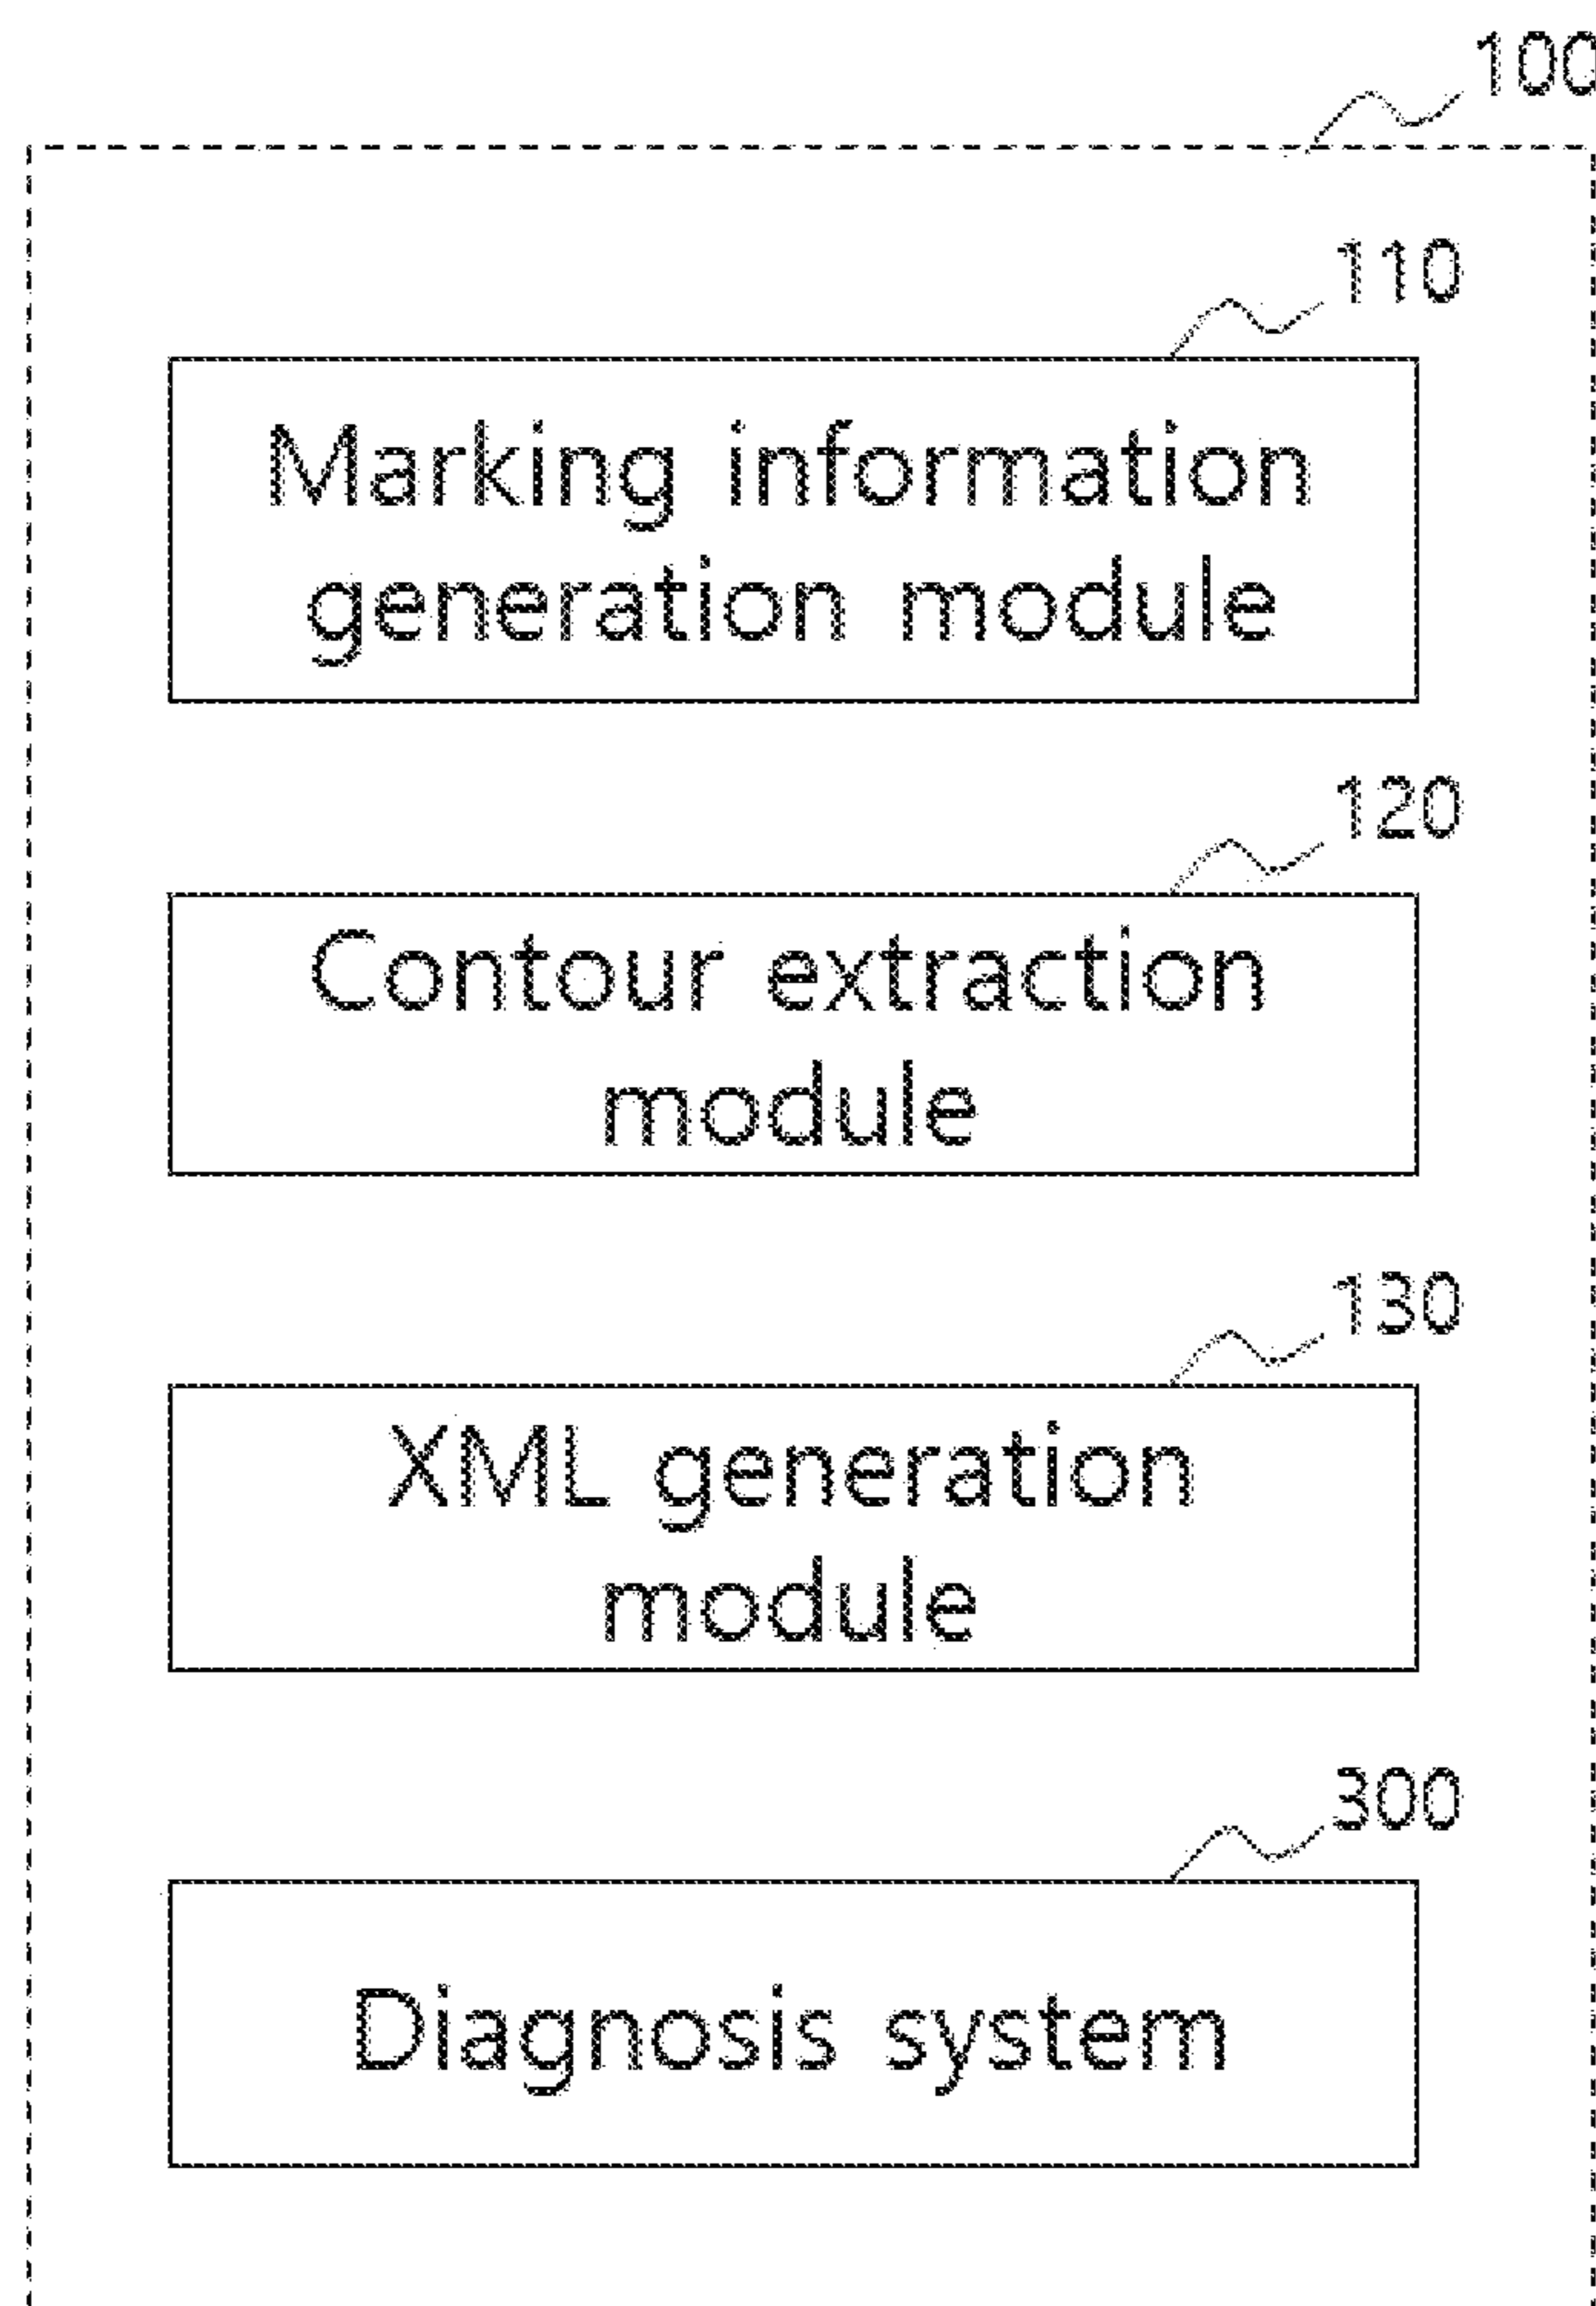 100
110
Marking information
generation module
120
Contour extraction
module
130
XML generation
module
300
Diagnosis system